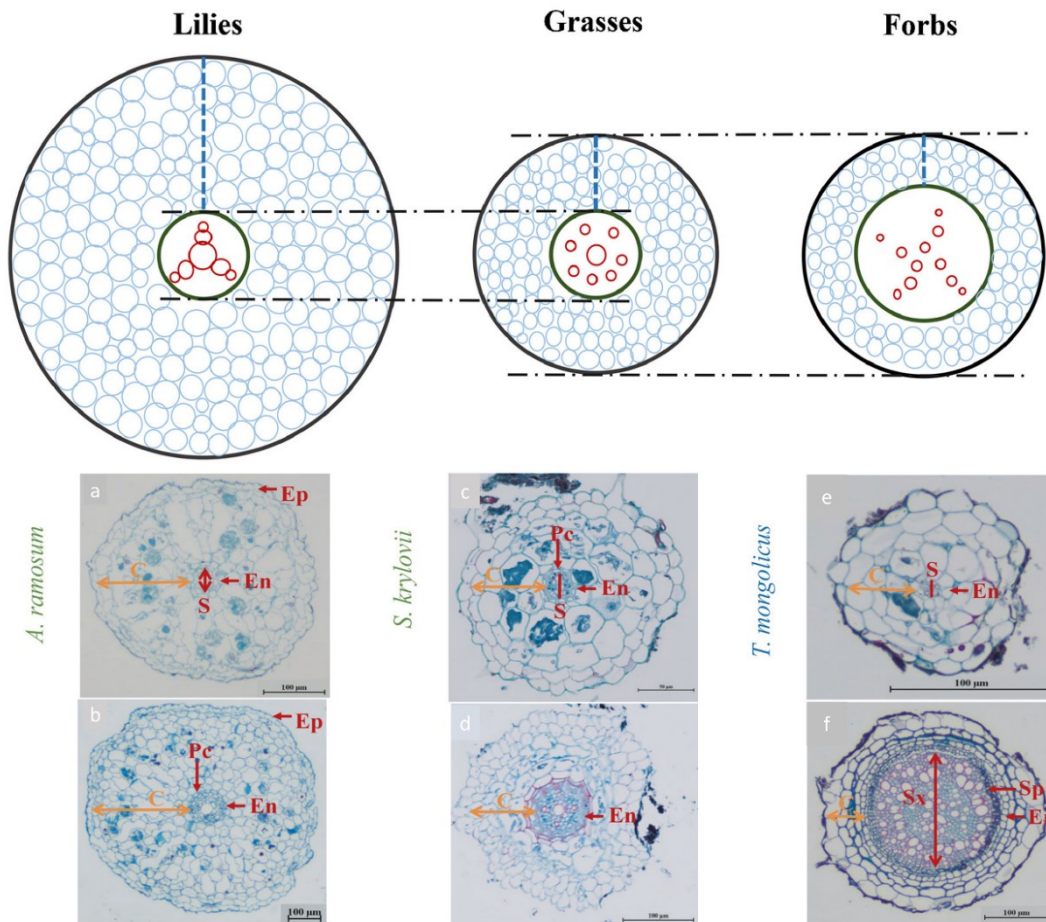 Lilies
Grasses
Forbs
A. ramosum
a
Ep
C
En
S
100 μm
b
Ep
Pc
C
En
100 μm
S. krylovii
c
Pc
C
En
S
50 μm
d
C
En
100 μm
T. mongolicus
e
S
C
En
100 μm
f
Sx
Sp
C
100 μm